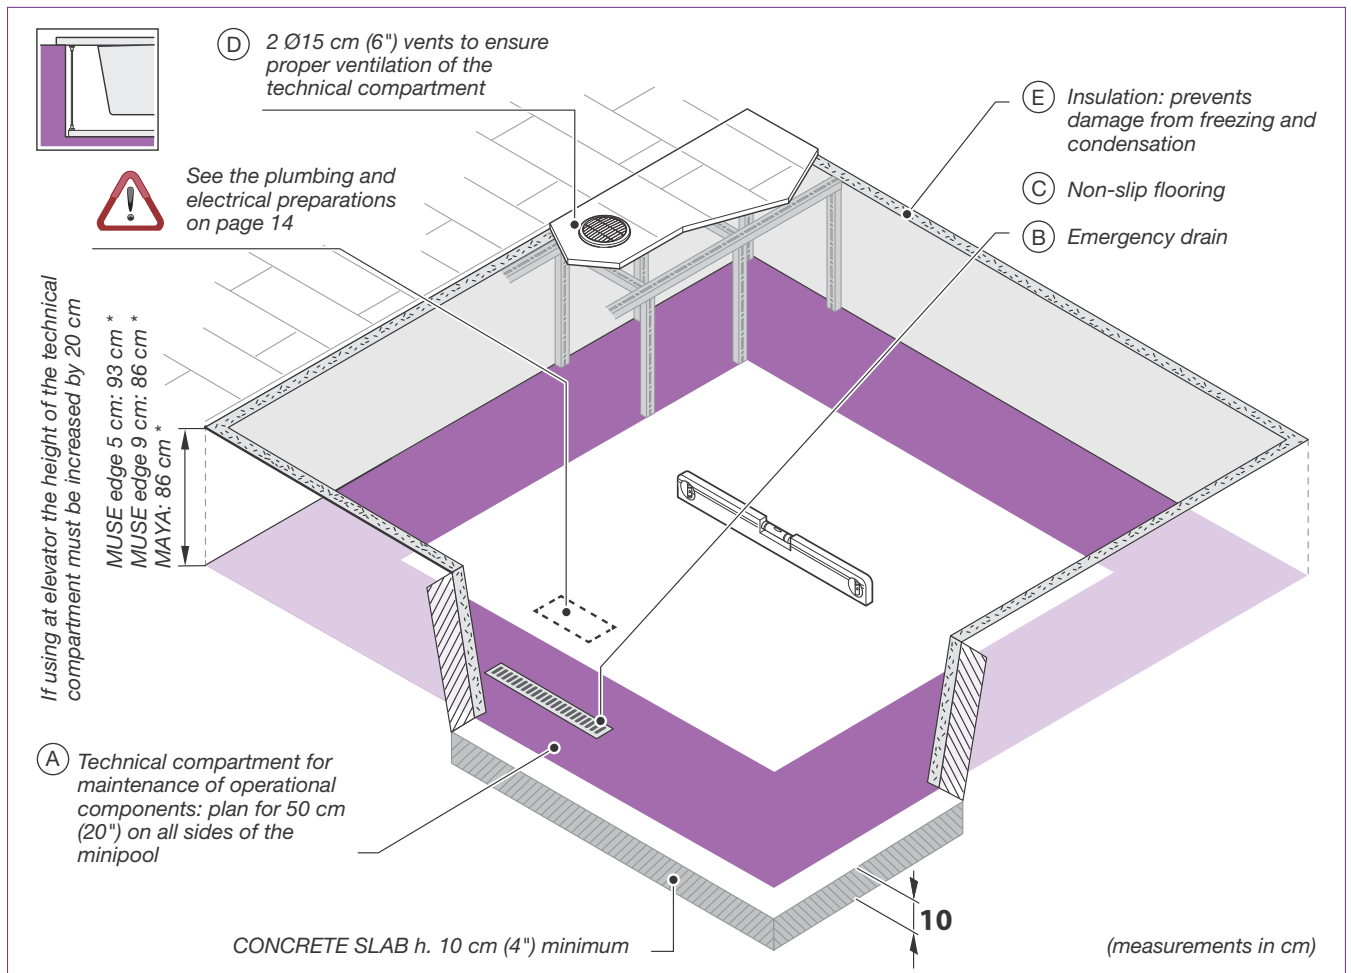 D
2 Ø15 cm (6") vents to ensure
proper ventilation of the
technical compartment
See the plumbing and
electrical preparations
on page 14
E
Insulation: prevents
damage from freezing and
condensation
C
Non-slip flooring
B
Emergency drain
If using at elevator the height of the technical
compartment must be increased by 20 cm
MUSE edge 5 cm: 93 cm *
MUSE edge 9 cm: 86 cm *
MAYA: 86 cm *
A
Technical compartment for
maintenance of operational
components: plan for 50 cm
(20") on all sides of the
minipool
10
CONCRETE SLAB h. 10 cm (4") minimum
(measurements in cm)